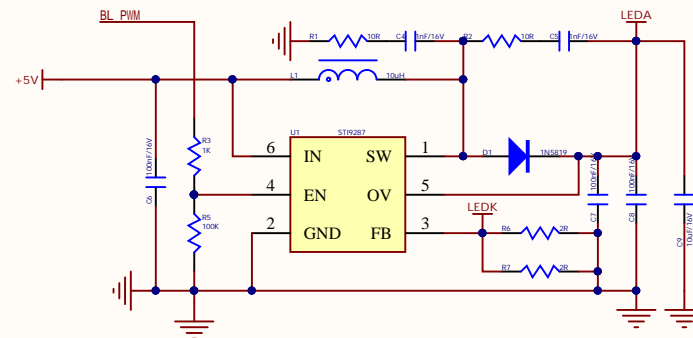 BL PWM
LEDA
R1
10R
C4
1nF/16V
R2
10R
C5
1nF/16V
+5V
L1
10uH
U1
STI9287
100nF/16V
C6
R3
1K
6
IN
SW
1
D1
1N5819
4
EN
OV
5
100nF/16V
C7
100nF/16V
C8
R5
100K
2
GND
FB
3
LEDK
R6
2R
R7
2R
C9
10uF/16V